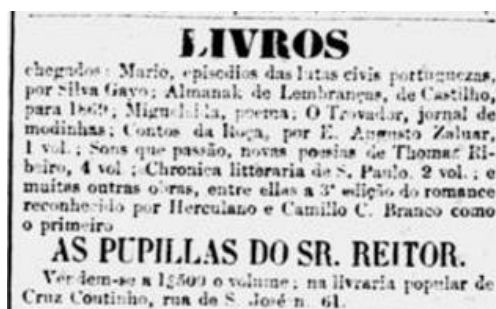 LIVROS
chegados: Mario, episodios das lutas civis portuguezas,
por Silva Gayo; Almanak de Lembranças, de Castilho,
para 1869; poema; O Trovador, jornal de
modinhas; Contos da Roça, por E. Augusto Zaluar,
1 vol.; Sons que passão, novas poesias de Thomaz Ri-
beiro, 4 vol.; Chronica litteraria de S. Paulo, 2 vol.; e
muitas outras obras, entre ellas a 3ª edição do romance
reconhecido por Herculano e Camillo C. Branco como
o primeiro
AS PUPILLAS DO SR. REITOR.
Vendem-se a 1$500 o volume; na livraria popular de
Cruz Coutinho, rua de S. José n. 61.